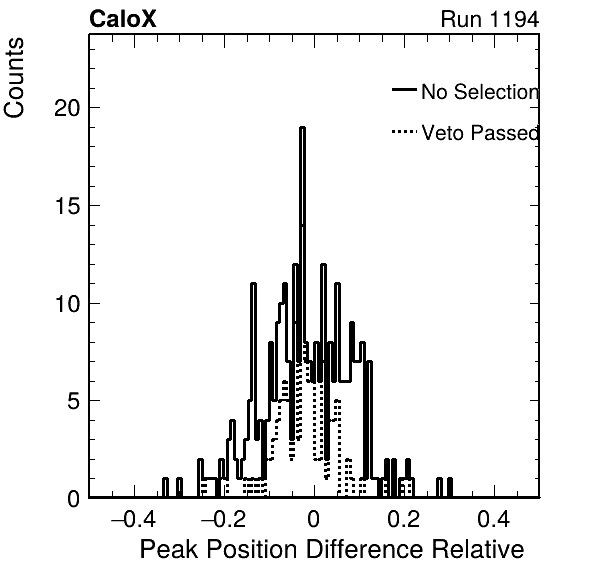 CaloX Run 1194
Counts
No Selection
Veto Passed
20
15
10
5
0
−0.4 −0.2 0 0.2 0.4
Peak Position Difference Relative